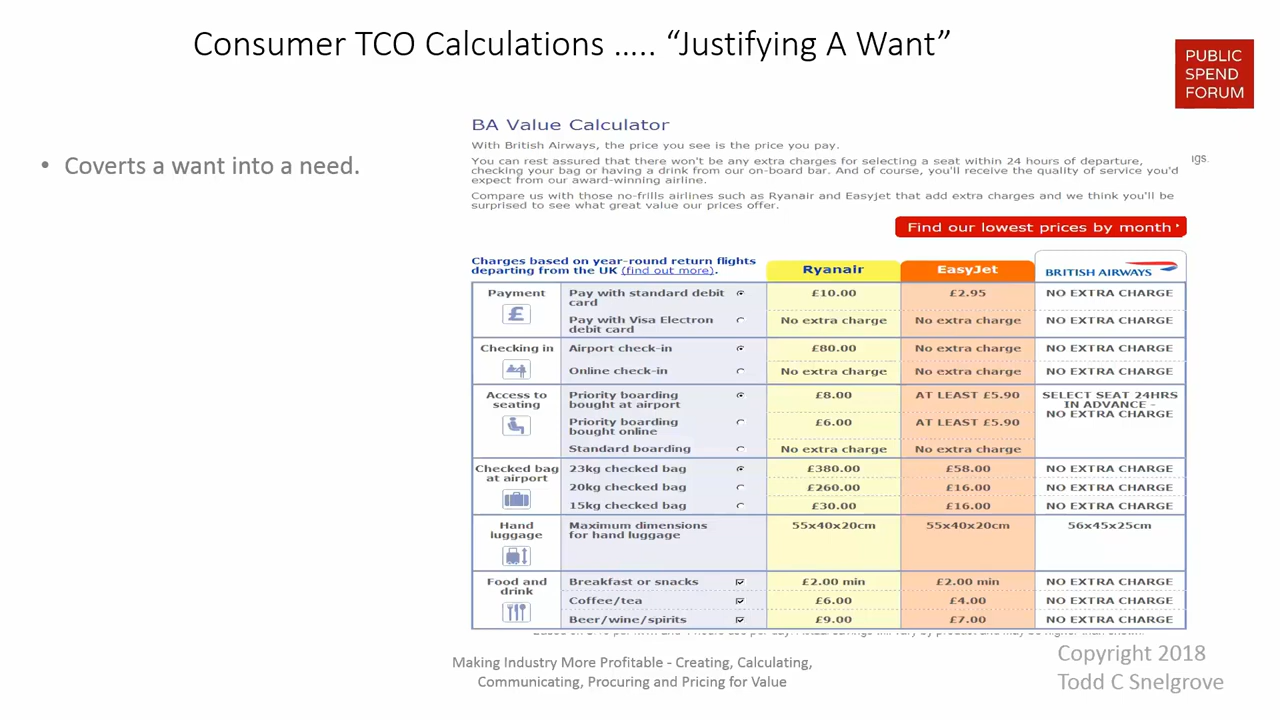 Consumer TCO Calculations ….. “Justifying A Want”
PUBLIC
SPEND
FORUM
• Coverts a want into a need.
BA Value Calculator
With British Airways, the price you see is the price you pay.
You can rest assured that there won't be any extra charges for selecting a seat within 24 hours of departure,
checking your bag or having a drink from our on-board bar. And of course, you'll receive the quality of service you'd
expect from our award-winning airline.
Compare us with those no-frills airlines such as Ryanair and Easyjet that add extra charges and we think you'll be
surprised to see what great value our prices offer.
Find our lowest prices by month
Charges based on year-round return flights
departing from the UK (find out more).
Ryanair EasyJet BRITISH AIRWAYS
Payment Pay with standard debit card £10.00 £2.95 NO EXTRA CHARGE
£ Pay with Visa Electron debit card No extra charge No extra charge NO EXTRA CHARGE
Checking in Airport check-in £80.00 No extra charge NO EXTRA CHARGE
Online check-in No extra charge No extra charge NO EXTRA CHARGE
Access to seating Priority boarding bought at airport £8.00 AT LEAST £5.90 SELECT SEAT 24HRS IN ADVANCE - NO EXTRA CHARGE
Priority boarding bought online £6.00 AT LEAST £5.90
Standard boarding No extra charge No extra charge
Checked bag at airport 23kg checked bag £380.00 £58.00 NO EXTRA CHARGE
20kg checked bag £260.00 £16.00 NO EXTRA CHARGE
15kg checked bag £30.00 £16.00 NO EXTRA CHARGE
Hand luggage Maximum dimensions for hand luggage 55x40x20cm 55x40x20cm 56x45x25cm
Food and drink Breakfast or snacks £2.00 min £2.00 min NO EXTRA CHARGE
Coffee/tea £6.00 £4.00 NO EXTRA CHARGE
Beer/wine/spirits £9.00 £7.00 NO EXTRA CHARGE
Making Industry More Profitable - Creating, Calculating,
Communicating, Procuring and Pricing for Value
Copyright 2018
Todd C Snelgrove